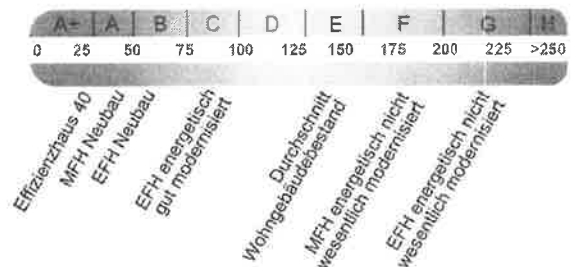 A+ A B C D E F G H
0 25 50 75 100 125 150 175 200 225 >250
Effizienzhaus 40
MFH Neubau
EFH Neubau
EFH energetisch
gut modernisiert
Durchschnitt
Wohngebäudebestand
MFH energetisch nicht
wesentlich modernisiert
EFH energetisch nicht
wesentlich modernisiert